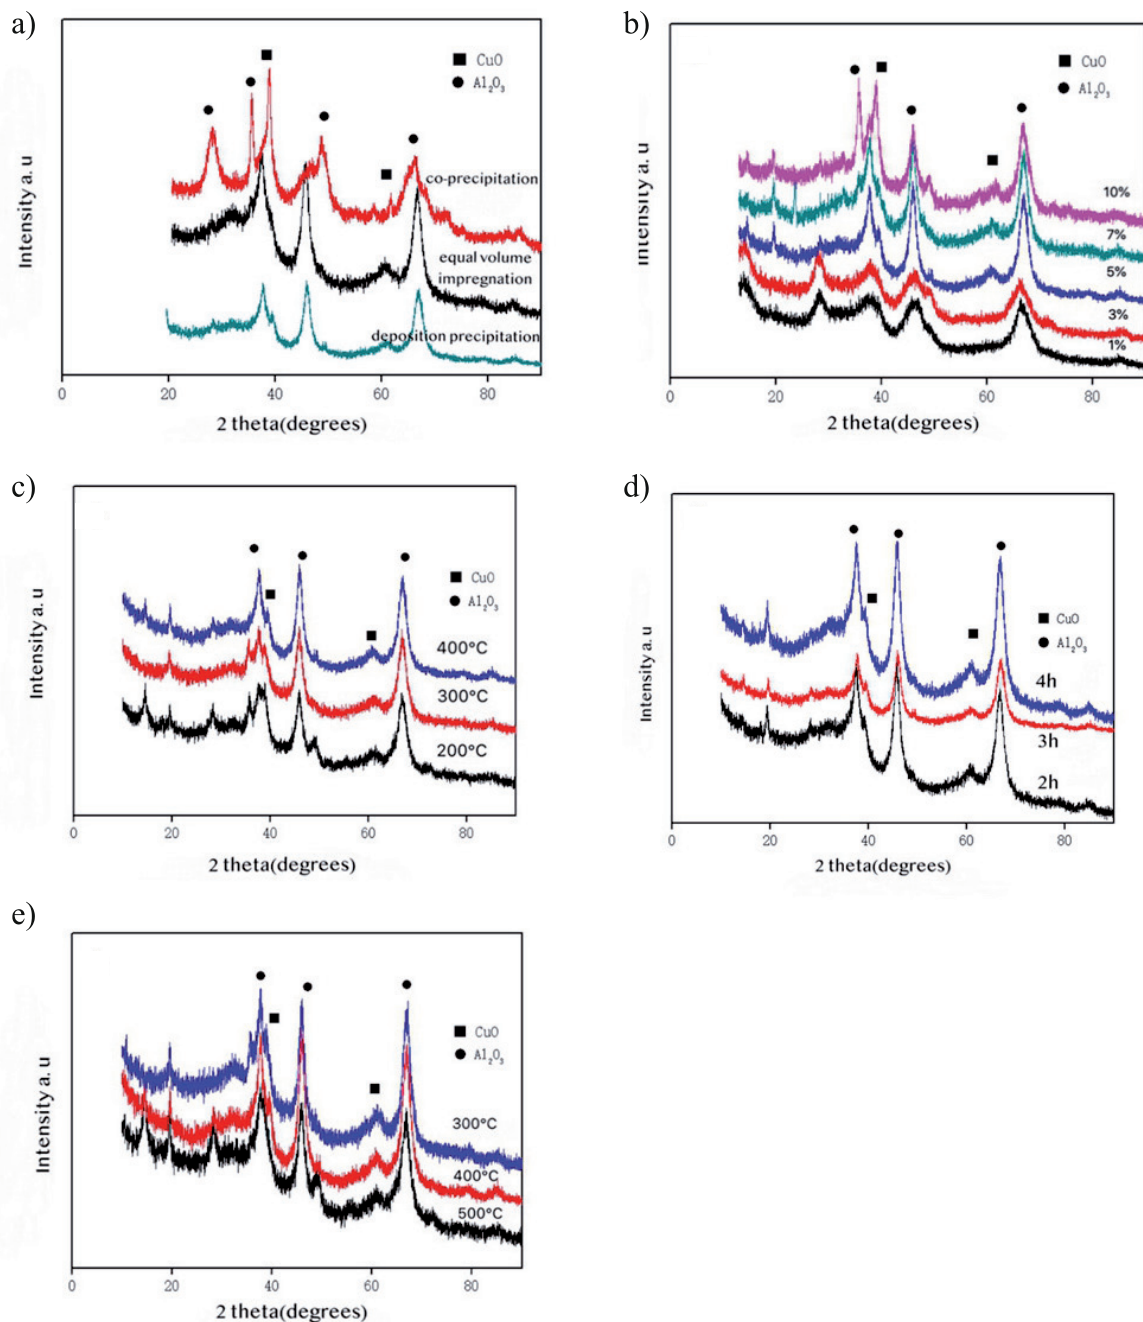 a)
CuO
Al₂O₃
co-precipitation
equal volume
impregnation
deposition precipitation
Intensity a. u
0 20 40 60 80
2 theta(degrees)
b)
CuO
Al₂O₃
10%
7%
5%
3%
1%
Intensity a. u
0 20 40 60 80
2 theta(degrees)
c)
CuO
Al₂O₃
400°C
300°C
200°C
Intensity a. u
0 20 40 60 80
2 theta(degrees)
d)
CuO
Al₂O₃
4h
3h
2h
Intensity a. u
0 20 40 60 80
2 theta(degrees)
e)
CuO
Al₂O₃
300°C
400°C
500°C
Intensity a. u
0 20 40 60 80
2 theta(degrees)